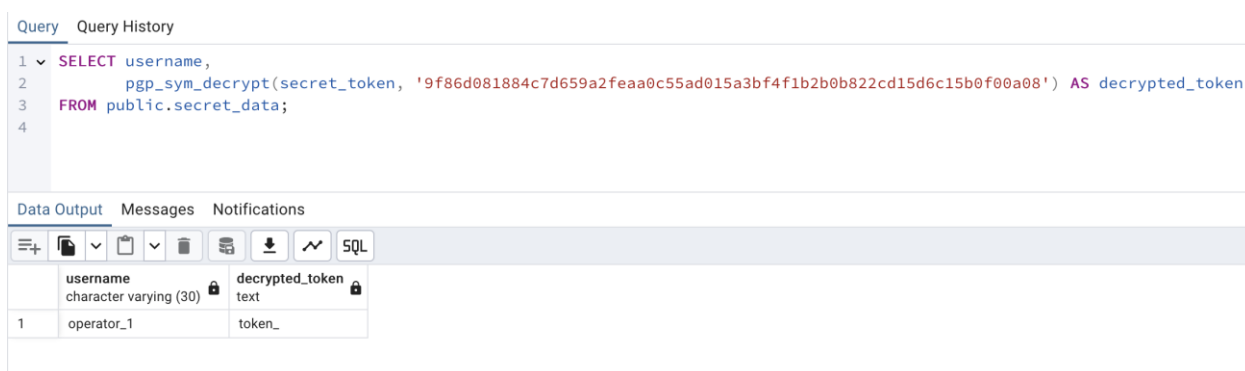 Query Query History
1 SELECT username,
2 pgp_sym_decrypt(secret_token, '9f86d081884c7d659a2feaa0c55ad015a3bf4f1b2b0b822cd15d6c15b0f00a08') AS decrypted_token
3 FROM public.secret_data;
4
Data Output Messages Notifications
SQL
username decrypted_token
character varying (30) text
1 operator_1 token_